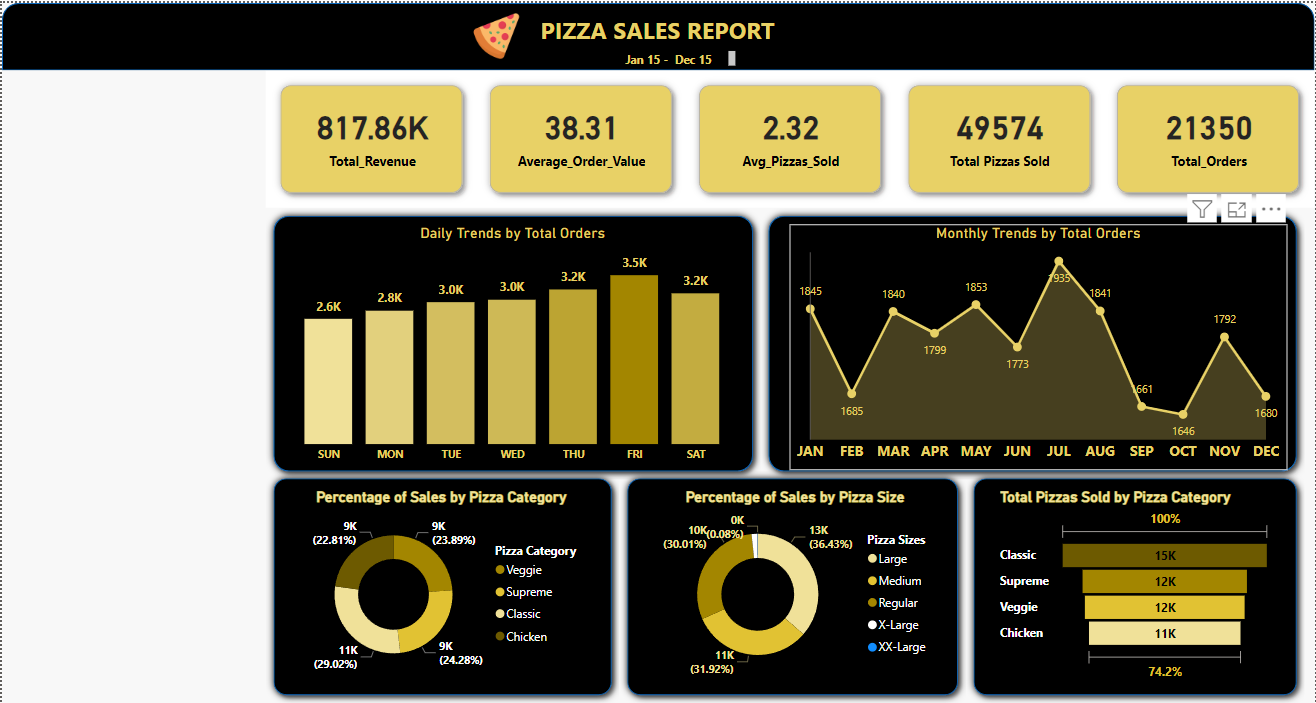 PIZZA SALES REPORT
Jan 15 - Dec 15
817.86K
Total_Revenue
38.31
Average_Order_Value
2.32
Avg_Pizzas_Sold
49574
Total Pizzas Sold
21350
Total_Orders
Daily Trends by Total Orders
2.6K
2.8K
3.0K
3.0K
3.2K
3.5K
3.2K
SUN MON TUE WED THU FRI SAT
Monthly Trends by Total Orders
1845
1685
1840
1799
1853
1773
1935
1841
661
1646
1792
1680
JAN FEB MAR APR MAY JUN JUL AUG SEP OCT NOV DEC
Percentage of Sales by Pizza Category
9K
(22.81%)
9K
(23.89%)
11K
(29.02%)
9K
(24.28%)
Pizza Category
Veggie
Supreme
Classic
Chicken
Percentage of Sales by Pizza Size
10K
(30.01%)
0K
(0.08%)
13K
(36.43%)
11K
(31.92%)
Pizza Sizes
Large
Medium
Regular
X-Large
XX-Large
Total Pizzas Sold by Pizza Category
100%
Classic 15K
Supreme 12K
Veggie 12K
Chicken 11K
74.2%